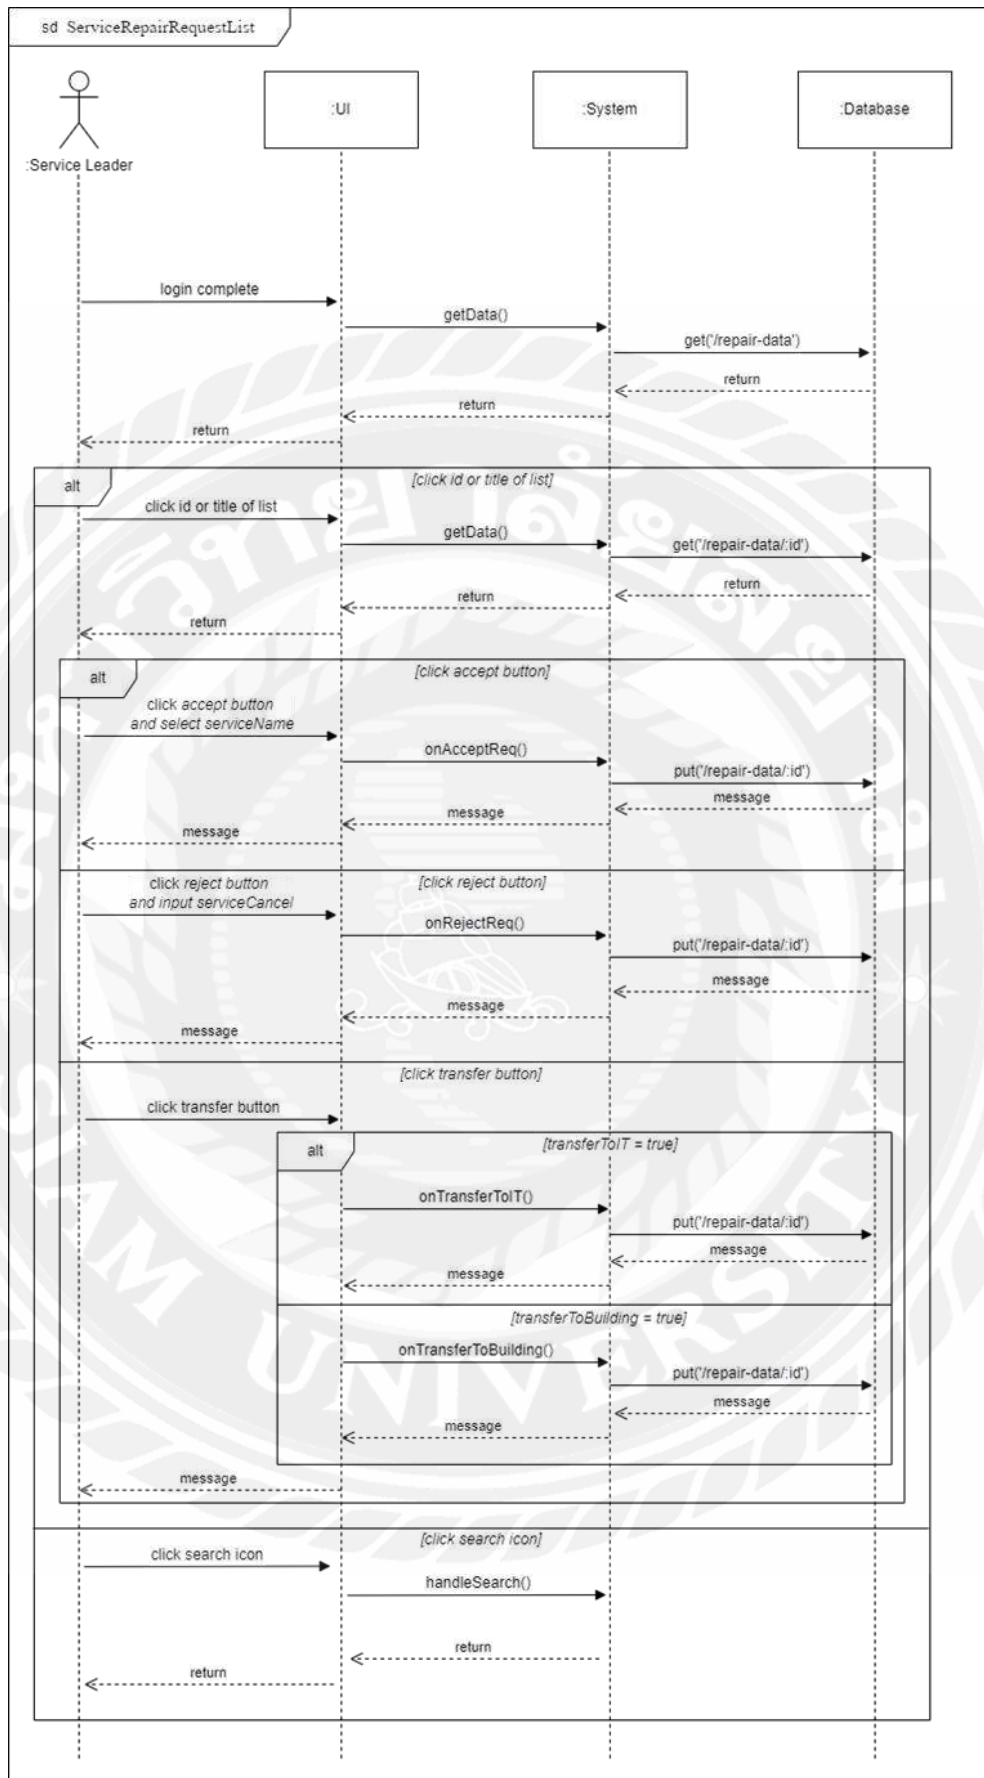 sd ServiceRepairRequestList
:Service Leader
:UI
:System
:Database
login complete
getData()
get('/repair-data')
return
return
return
alt
[click id or title of list]
click id or title of list
getData()
get('/repair-data/:id')
return
return
return
alt
[click accept button]
click accept button
and select serviceName
onAcceptReq()
put('/repair-data/:id')
message
message
message
[click reject button]
click reject button
and input serviceCancel
onRejectReq()
put('/repair-data/:id')
message
message
message
[click transfer button]
click transfer button
alt
[transferToIT = true]
onTransferToIT()
put('/repair-data/:id')
message
message
[transferToBuilding = true]
onTransferToBuilding()
put('/repair-data/:id')
message
message
message
[click search icon]
click search icon
handleSearch()
return
return
SIAM UNIVERSITY